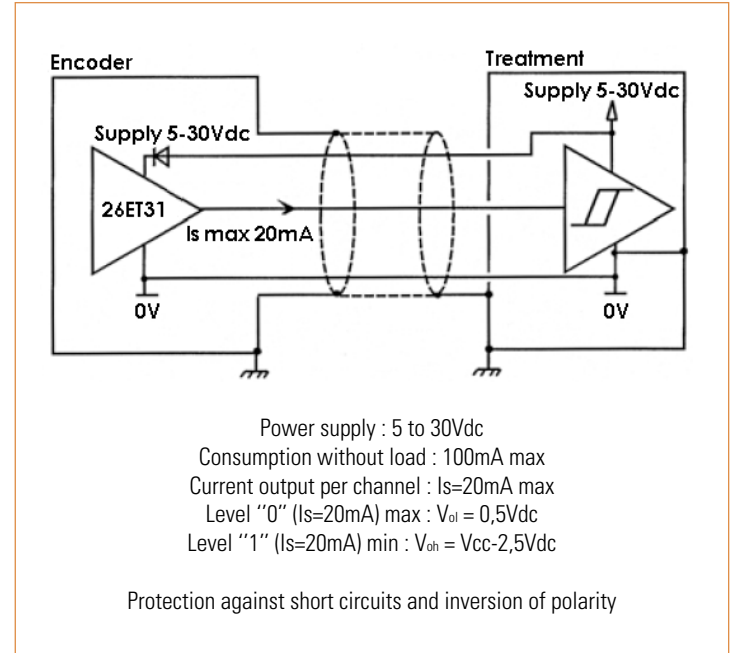 Encoder
Treatment
Supply 5-30Vdc
Supply 5-30Vdc
26ET31
Is max 20mA
0V
0V
Power supply : 5 to 30Vdc
Consumption without load : 100mA max
Current output per channel : Is=20mA max
Level ''0'' (Is=20mA) max : Vol = 0,5Vdc
Level ''1'' (Is=20mA) min : Voh = Vcc-2,5Vdc
Protection against short circuits and inversion of polarity